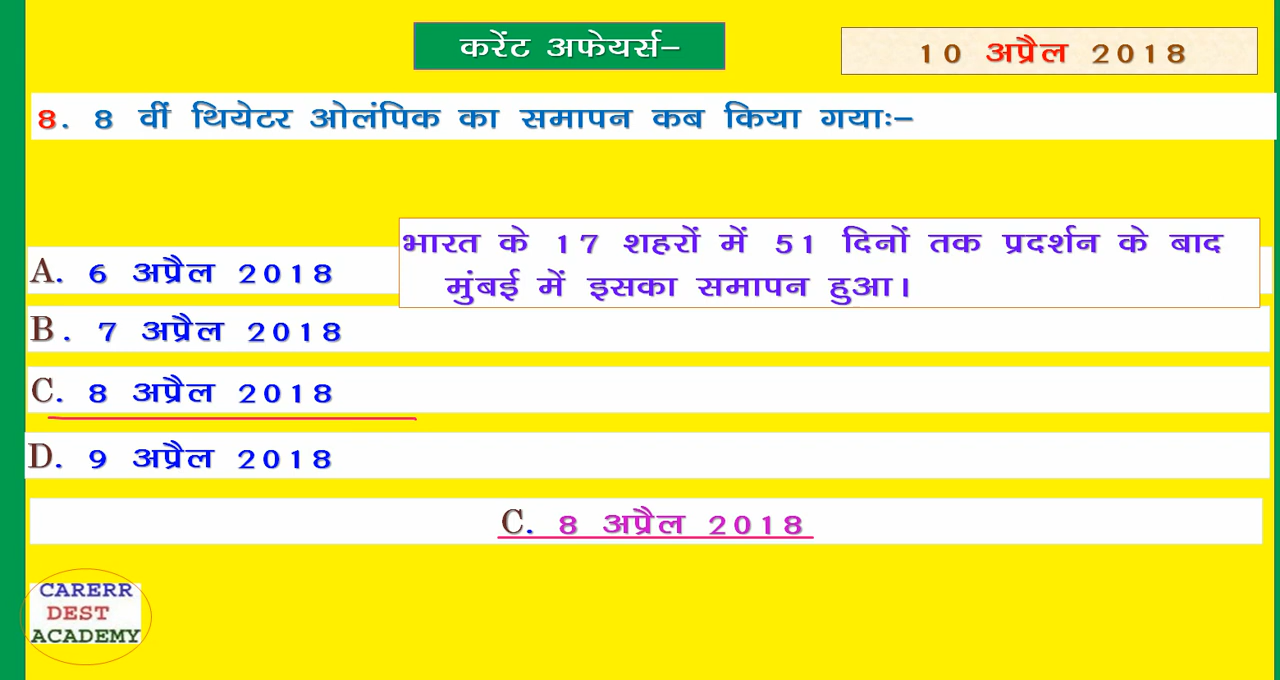 करेंट अफेयर्स–
10 अप्रैल 2018
8. 8 वीं थियेटर ओलंपिक का समापन कब किया गयाः–
भारत के 17 शहरों में 51 दिनों तक प्रदर्शन के बाद
मुंबई में इसका समापन हुआ।
A. 6 अप्रैल 2018
B. 7 अप्रैल 2018
C. 8 अप्रैल 2018
D. 9 अप्रैल 2018
C. 8 अप्रैल 2018
CARERR
DEST
ACADEMY